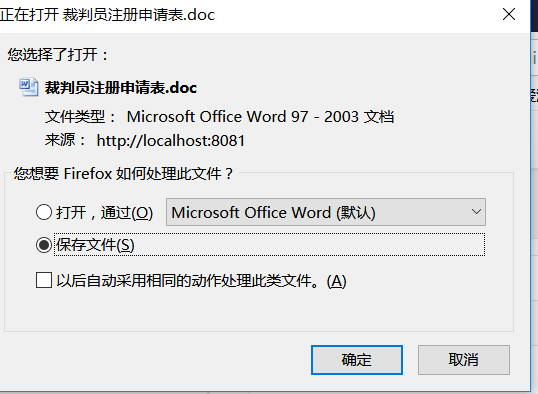 正在打开 裁判员注册申请表.doc
您选择了打开：
裁判员注册申请表.doc
文件类型： Microsoft Office Word 97 - 2003 文档
来源： http://localhost:8081
您想要 Firefox 如何处理此文件？
打开，通过(O) Microsoft Office Word (默认)
保存文件(S)
以后自动采用相同的动作处理此类文件。(A)
确定 取消